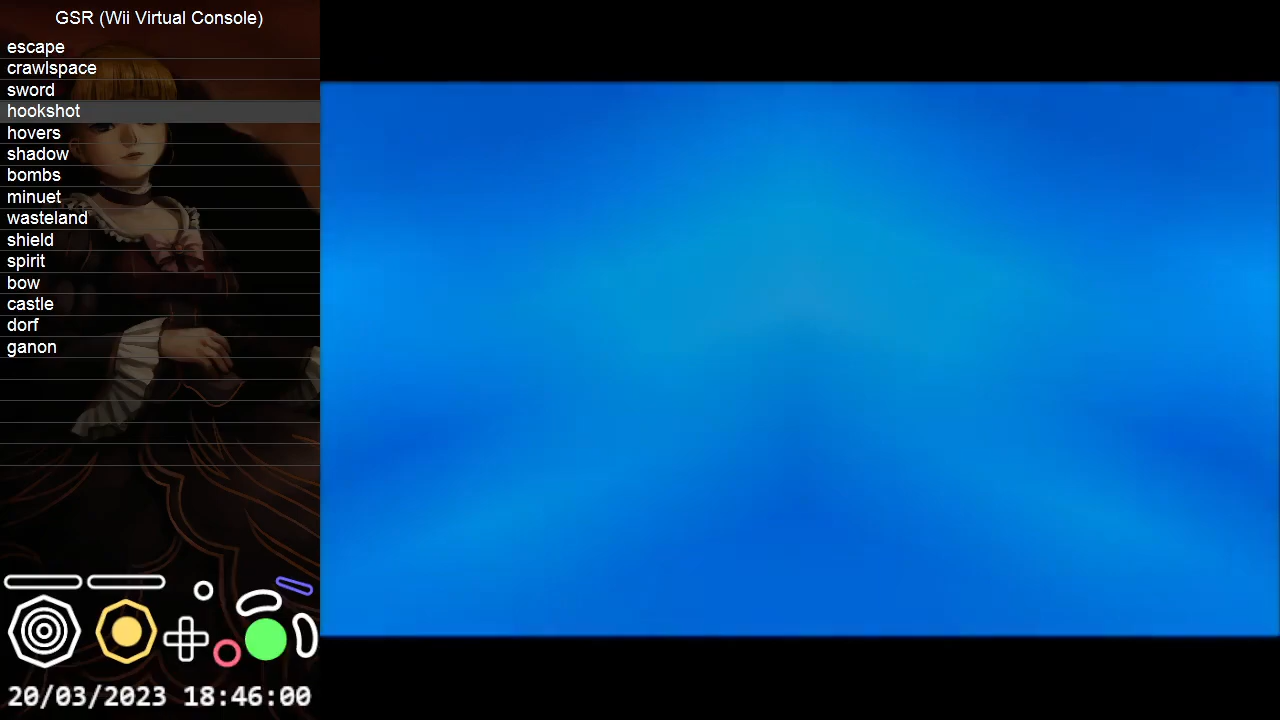 GSR (Wii Virtual Console)
escape
crawlspace
sword
hookshot
hovers
shadow
bombs
minuet
wasteland
shield
spirit
bow
castle
dorf
ganon
20/03/2023 18:46:00